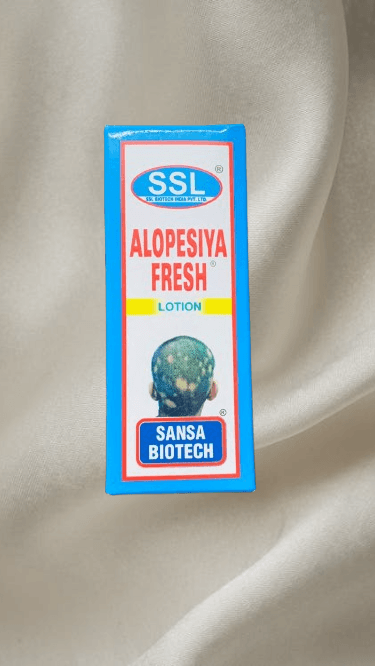 ®
SSL
SSL BIOTECH INDIA PVT. LTD.
ALOPESIYA
FRESH®
LOTION
®
SANSA
BIOTECH